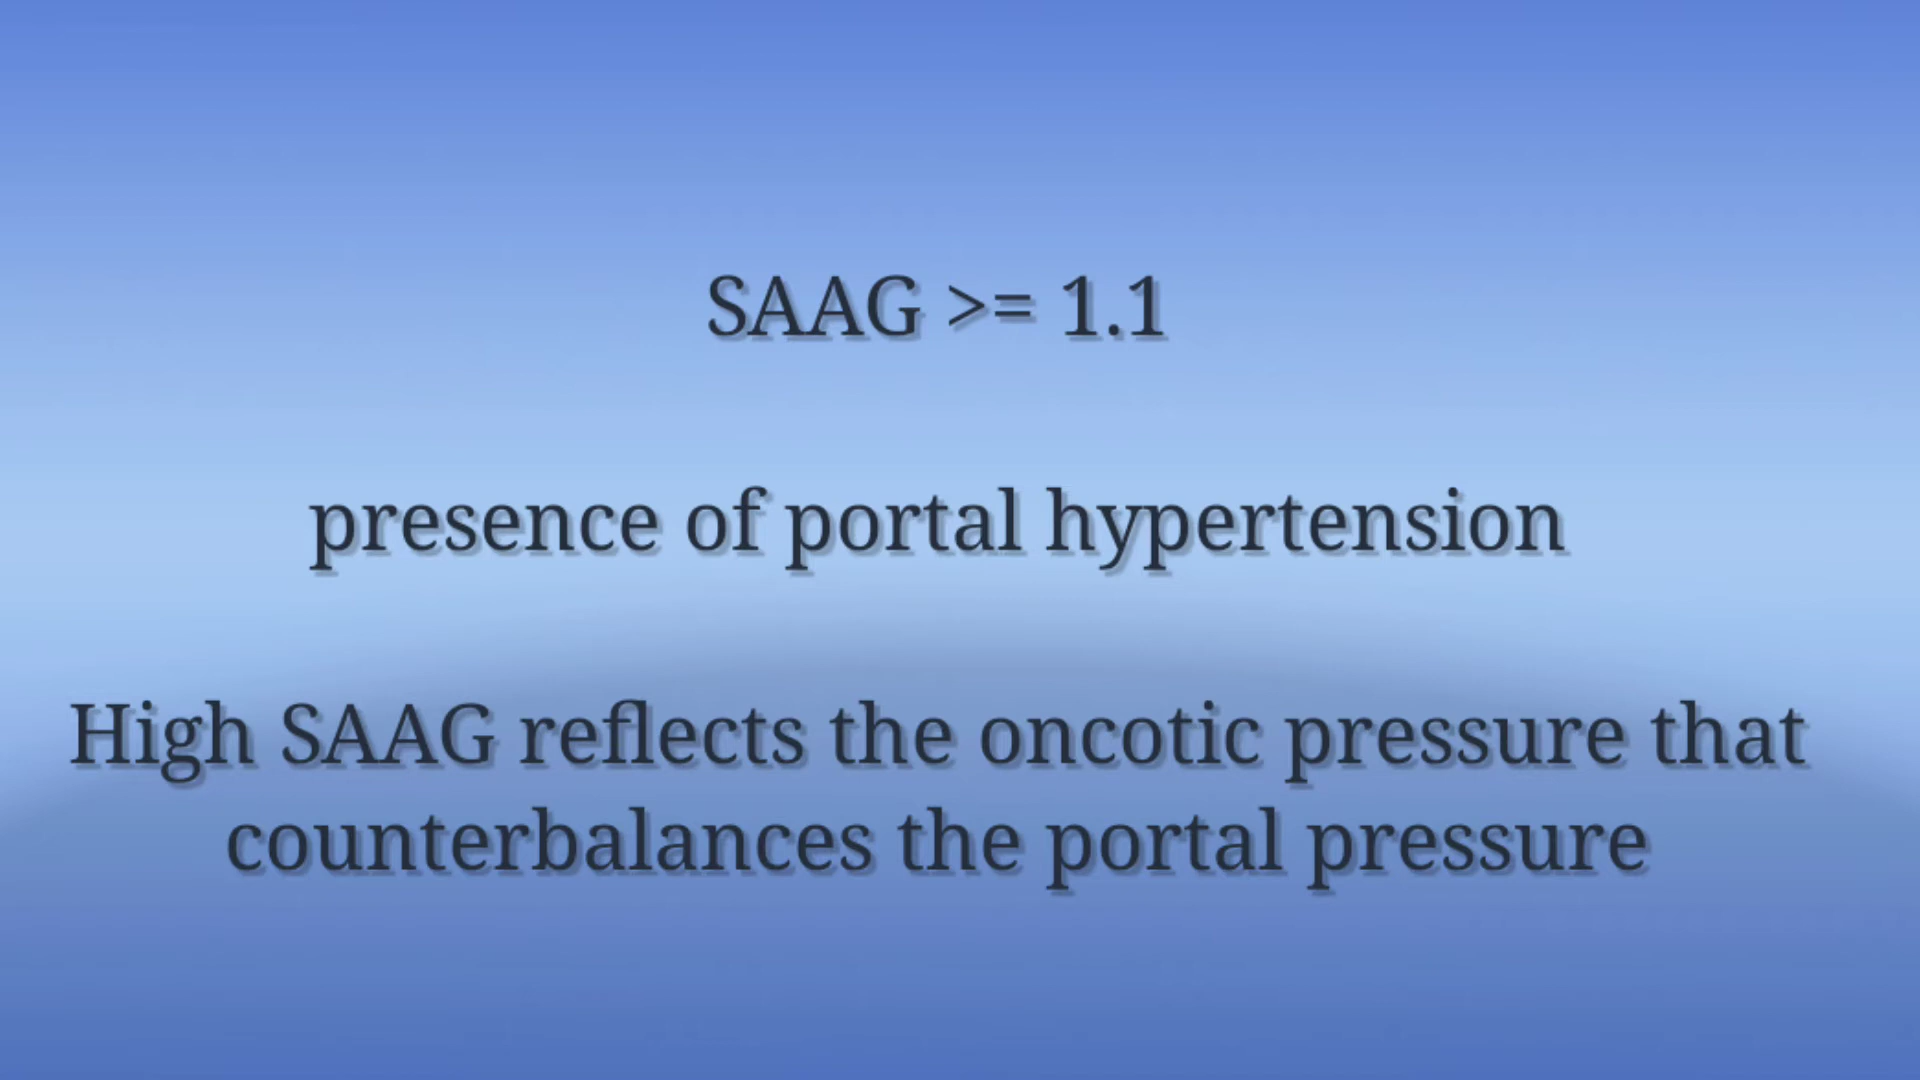 SAAG >= 1.1
presence of portal hypertension
High SAAG reflects the oncotic pressure that
counterbalances the portal pressure